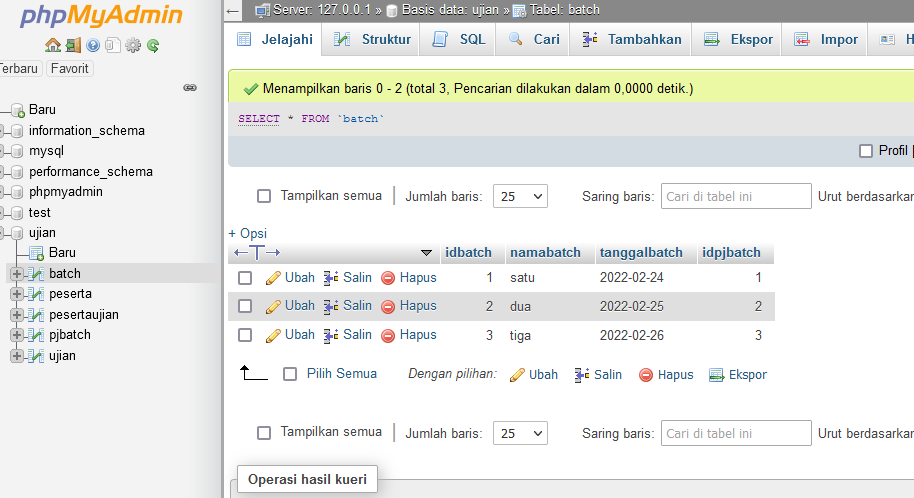 phpMyAdmin
Terbaru Favorit
Baru
information_schema
mysql
performance_schema
phpmyadmin
test
ujian
Baru
batch
peserta
pesertaujian
pjbatch
ujian
Server: 127.0.0.1 » Basis data: ujian » Tabel: batch
Jelajahi Struktur SQL Cari Tambahkan Ekspor Impor H
Menampilkan baris 0 - 2 (total 3, Pencarian dilakukan dalam 0,0000 detik.)
SELECT * FROM `batch`
Profil [
Tampilkan semua Jumlah baris: 25 Saring baris: Cari di tabel ini Urut berdasarkan
+ Opsi
←T→ idbatch namabatch tanggalbatch idpjbatch
Ubah Salin Hapus 1 satu 2022-02-24 1
Ubah Salin Hapus 2 dua 2022-02-25 2
Ubah Salin Hapus 3 tiga 2022-02-26 3
Pilih Semua Dengan pilihan: Ubah Salin Hapus Ekspor
Tampilkan semua Jumlah baris: 25 Saring baris: Cari di tabel ini Urut berdasarkan
Operasi hasil kueri